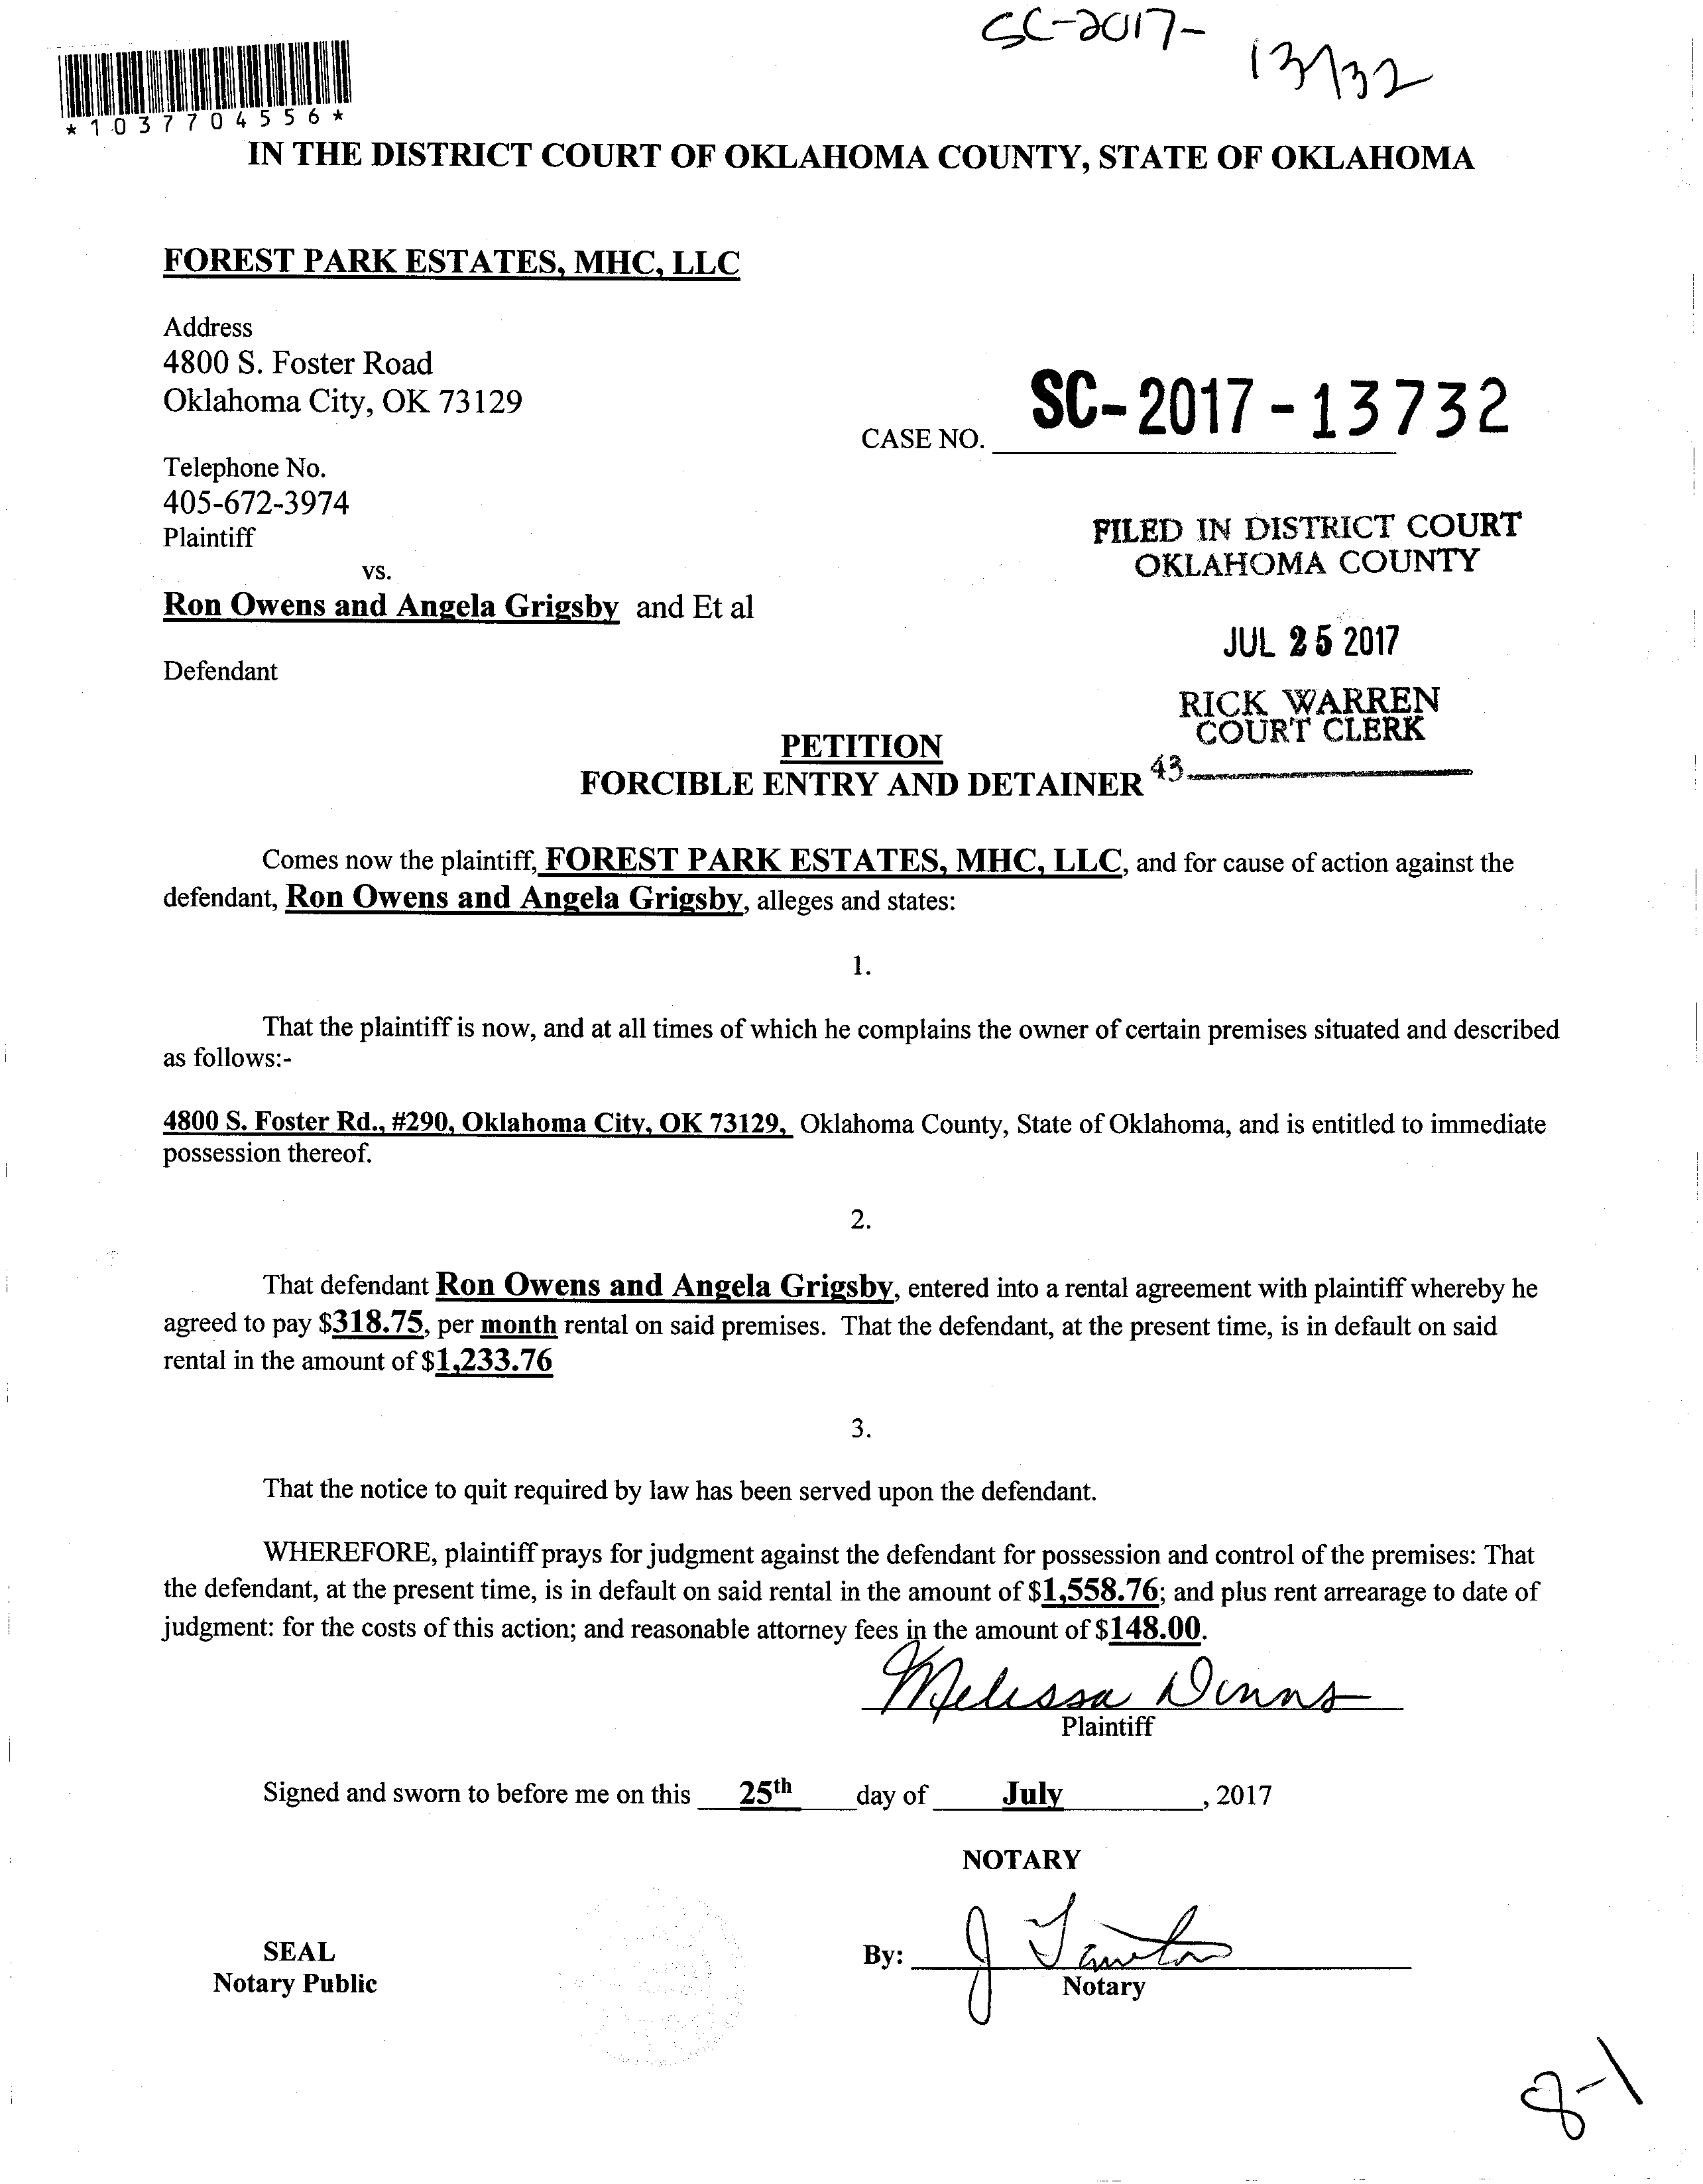 SC-2017-
13732
*1037704556*
IN THE DISTRICT COURT OF OKLAHOMA COUNTY, STATE OF OKLAHOMA
FOREST PARK ESTATES, MHC, LLC
Address
4800 S. Foster Road
Oklahoma City, OK 73129
CASE NO. SC-2017-13732
Telephone No.
405-672-3974
Plaintiff
FILED IN DISTRICT COURT
OKLAHOMA COUNTY
vs.
Ron Owens and Angela Grigsby and Et al
JUL 25 2017
Defendant
RICK WARREN
COURT CLERK
43
PETITION
FORCIBLE ENTRY AND DETAINER
Comes now the plaintiff, FOREST PARK ESTATES, MHC, LLC, and for cause of action against the
defendant, Ron Owens and Angela Grigsby, alleges and states:
1.
That the plaintiff is now, and at all times of which he complains the owner of certain premises situated and described
as follows:-
4800 S. Foster Rd., #290, Oklahoma City, OK 73129, Oklahoma County, State of Oklahoma, and is entitled to immediate
possession thereof.
2.
That defendant Ron Owens and Angela Grigsby, entered into a rental agreement with plaintiff whereby he
agreed to pay $318.75, per month rental on said premises. That the defendant, at the present time, is in default on said
rental in the amount of $1,233.76
3.
That the notice to quit required by law has been served upon the defendant.
WHEREFORE, plaintiff prays for judgment against the defendant for possession and control of the premises: That
the defendant, at the present time, is in default on said rental in the amount of $1,558.76; and plus rent arrearage to date of
judgment: for the costs of this action; and reasonable attorney fees in the amount of $148.00.
Melissa
Plaintiff
Signed and sworn to before me on this 25th day of July, 2017
NOTARY
SEAL
Notary Public
By: J
Notary
8-1